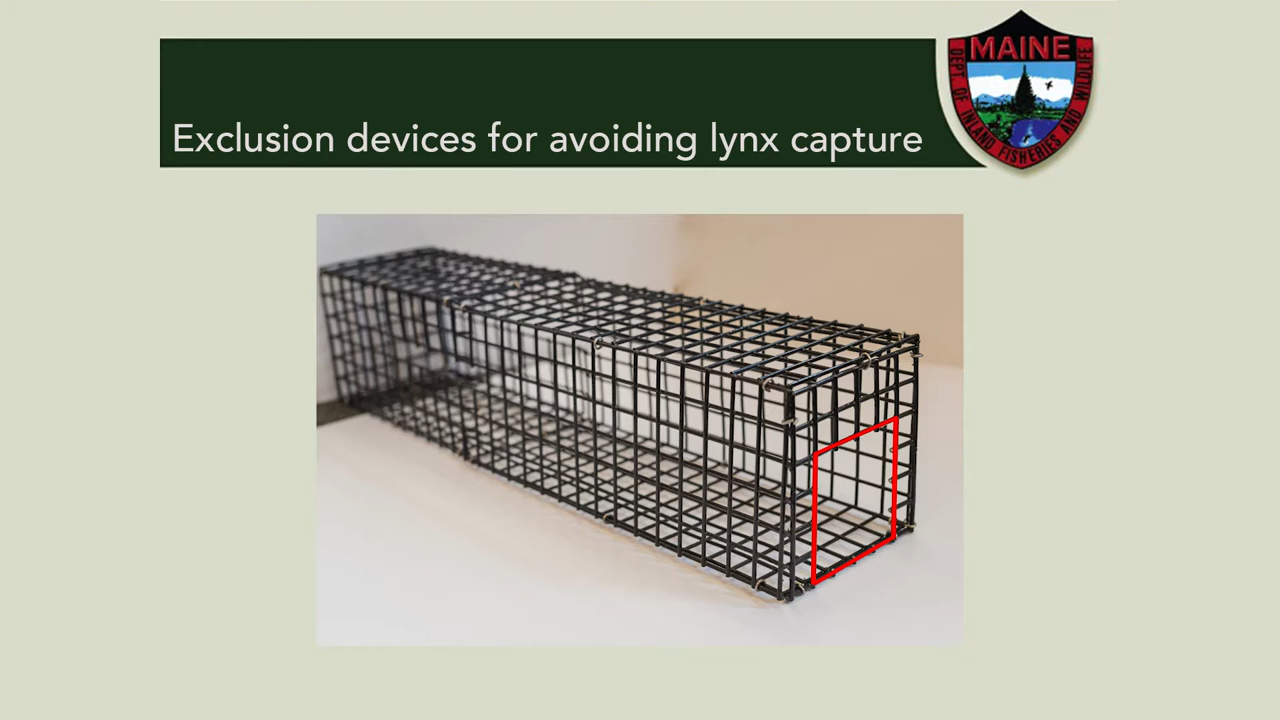 Exclusion devices for avoiding lynx capture
MAINE
DEPT. OF INLAND FISHERIES AND WILDLIFE